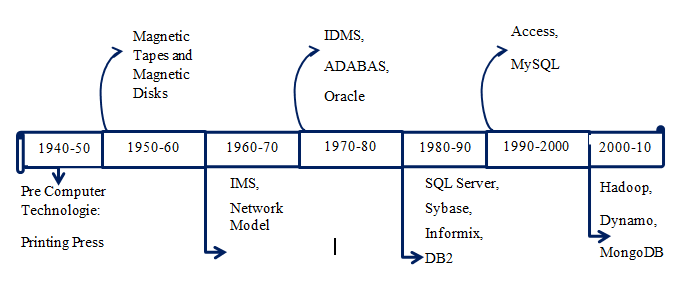 Magnetic
Tapes and
Magnetic
Disks
IDMS,
ADABAS,
Oracle
Access,
MySQL
1940-50
1950-60
1960-70
1970-80
1980-90
1990-2000
2000-10
Pre Computer
Technologie:
Printing Press
IMS,
Network
Model
SQL Server,
Sybase,
Informix,
DB2
Hadoop,
Dynamo,
MongoDB